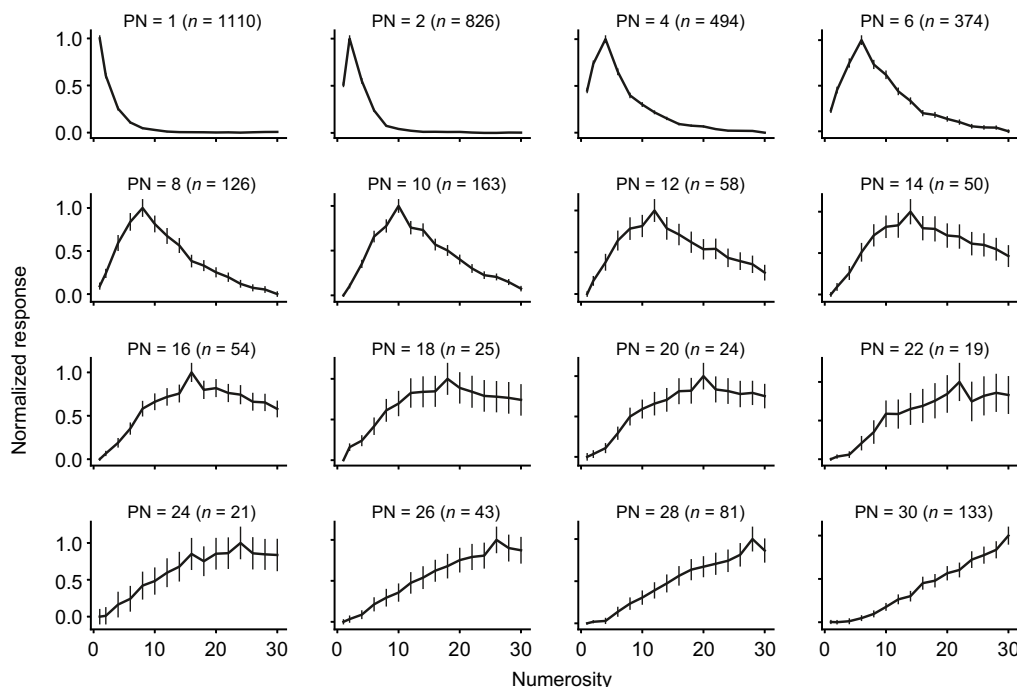 PN = 1 (n = 1110) PN = 2 (n = 826) PN = 4 (n = 494) PN = 6 (n = 374)
1.0
0.5
0.0
PN = 8 (n = 126) PN = 10 (n = 163) PN = 12 (n = 58) PN = 14 (n = 50)
1.0
0.5
0.0
Normalized response
PN = 16 (n = 54) PN = 18 (n = 25) PN = 20 (n = 24) PN = 22 (n = 19)
1.0
0.5
0.0
PN = 24 (n = 21) PN = 26 (n = 43) PN = 28 (n = 81) PN = 30 (n = 133)
1.0
0.5
0.0
0 10 20 30 0 10 20 30 0 10 20 30 0 10 20 30
Numerosity